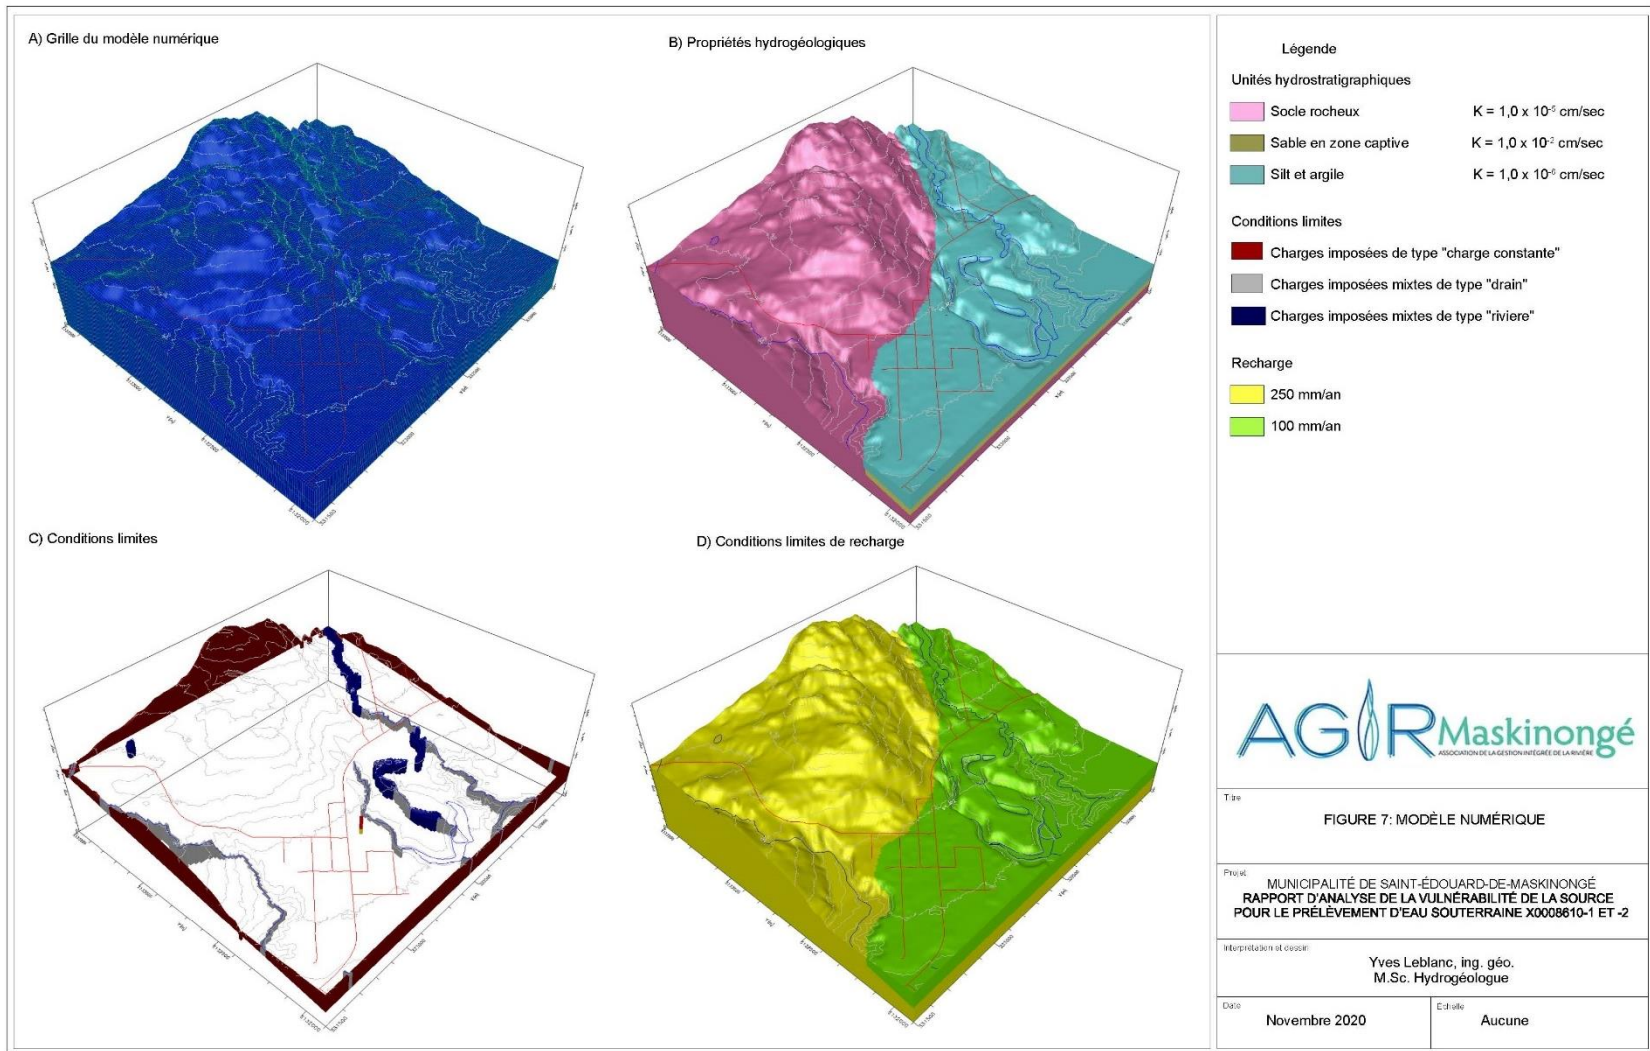 A) Grille du modèle numérique
B) Propriétés hydrogéologiques
C) Conditions limites
D) Conditions limites de recharge
Légende
Unités hydrostratigraphiques
Socle rocheux K = 1,0 x 10⁻⁵ cm/sec
Sable en zone captive K = 1,0 x 10⁻² cm/sec
Silt et argile K = 1,0 x 10⁻⁶ cm/sec
Conditions limites
Charges imposées de type "charge constante"
Charges imposées mixtes de type "drain"
Charges imposées mixtes de type "riviere"
Recharge
250 mm/an
100 mm/an
AGIR Maskinongé
ASSOCIATION DE LA GESTION INTÉGRÉE DE LA RIVIÈRE
Titre
FIGURE 7: MODÈLE NUMÉRIQUE
Projet
MUNICIPALITÉ DE SAINT-ÉDOUARD-DE-MASKINONGÉ
RAPPORT D'ANALYSE DE LA VULNÉRABILITÉ DE LA SOURCE
POUR LE PRÉLÈVEMENT D'EAU SOUTERRAINE X0008610-1 ET -2
Interprétation et dessin
Yves Leblanc, ing. géo.
M.Sc. Hydrogéologue
Date
Novembre 2020
Echelle
Aucune